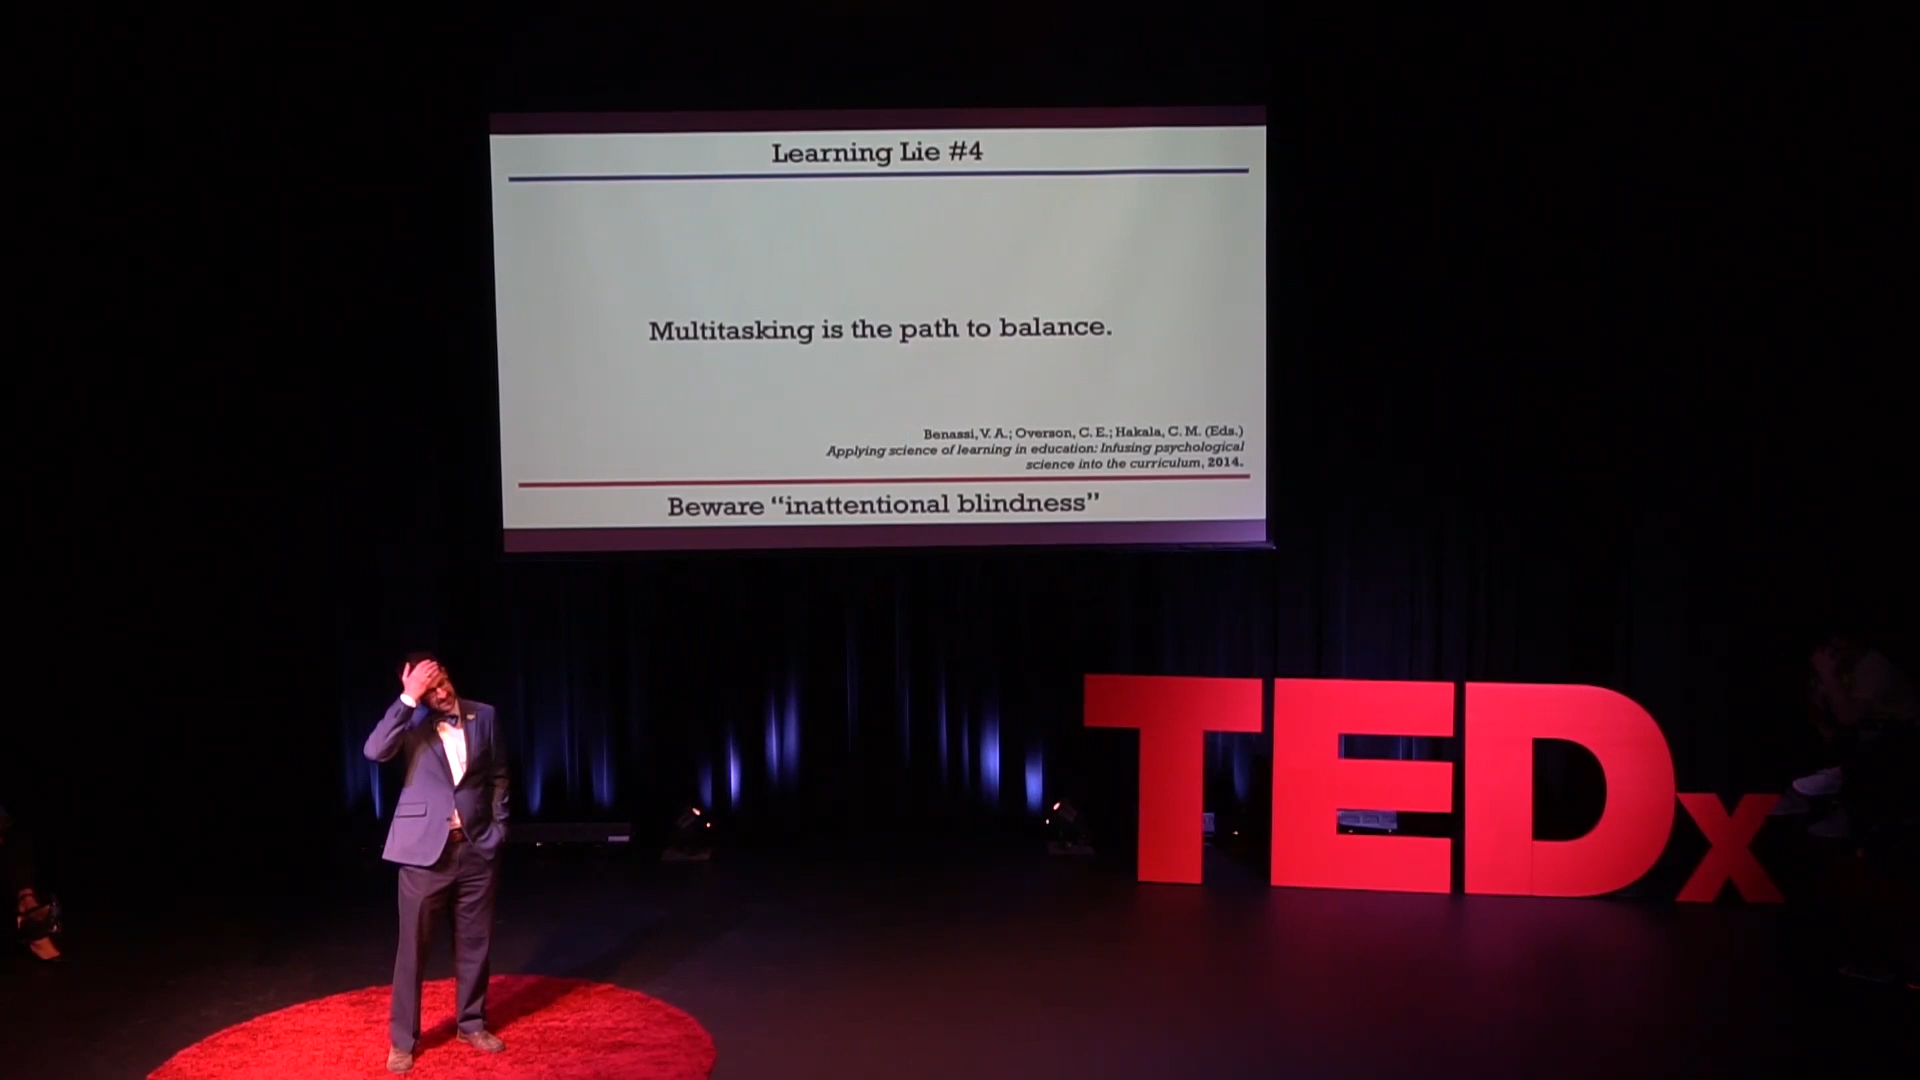 Learning Lie #4
Multitasking is the path to balance.
Benassi, V. A.; Overson, C. E.; Hakala, C. M. (Eds.)
Applying science of learning in education: Infusing psychological
science into the curriculum, 2014.
Beware “inattentional blindness”
TEDx